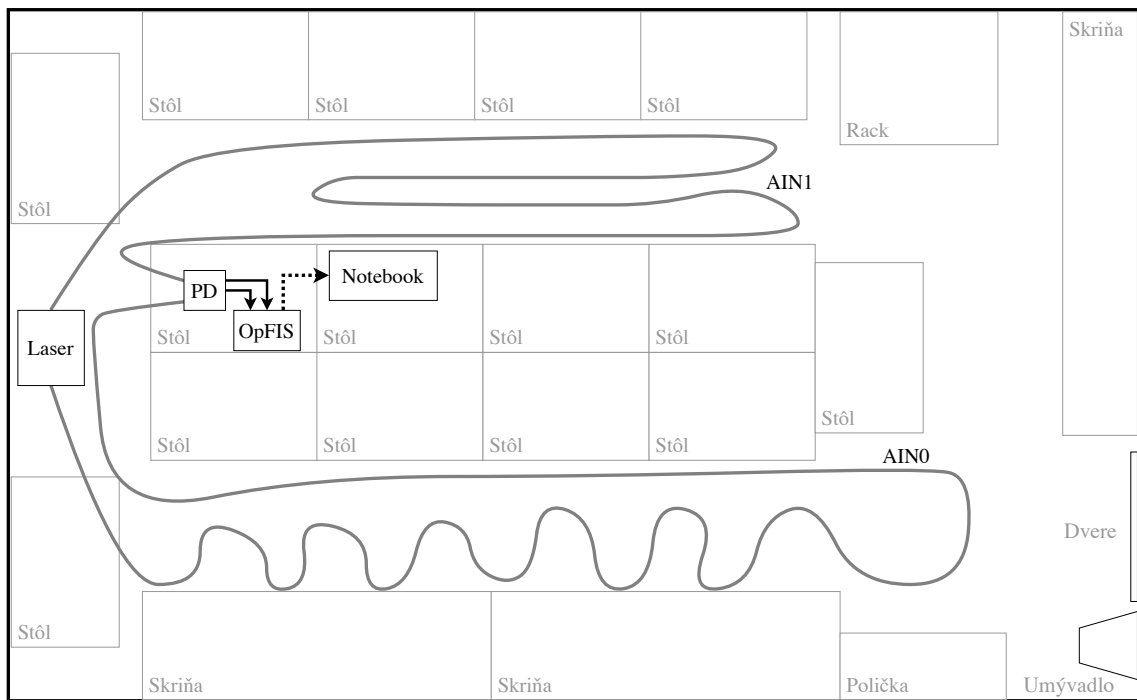 Skriňa
Stôl
Stôl
Stôl
Stôl
Rack
AIN1
Stôl
PD
Notebook
OpFIS
Laser
Stôl
Stôl
Stôl
Stôl
Stôl
Stôl
Stôl
Stôl
Stôl
AIN0
Dvere
Stôl
Skriňa
Skriňa
Polička
Umývadlo